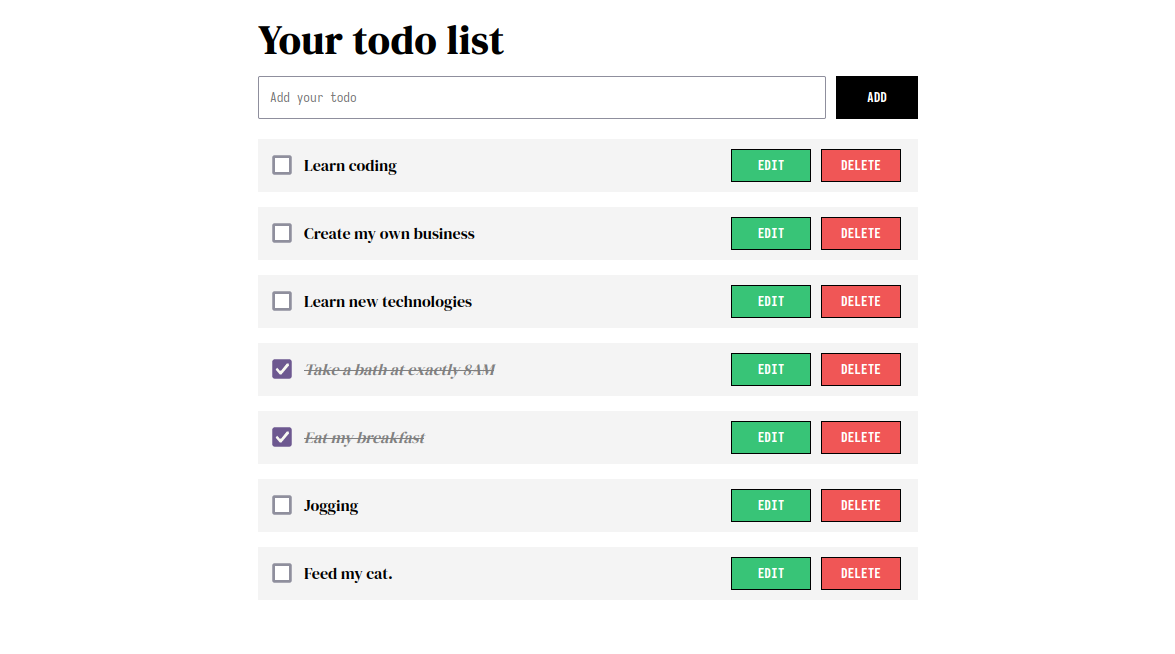 Your todo list
Add your todo ADD
Learn coding EDIT DELETE
Create my own business EDIT DELETE
Learn new technologies EDIT DELETE
Take a bath at exactly 8AM EDIT DELETE
Eat my breakfast EDIT DELETE
Jogging EDIT DELETE
Feed my cat. EDIT DELETE